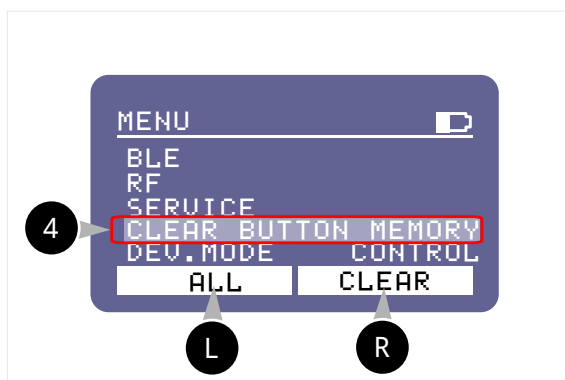 MENU
BLE
RF
SERVICE
4
CLEAR BUTTON MEMORY
DEV.MODE CONTROL
ALL CLEAR
L R